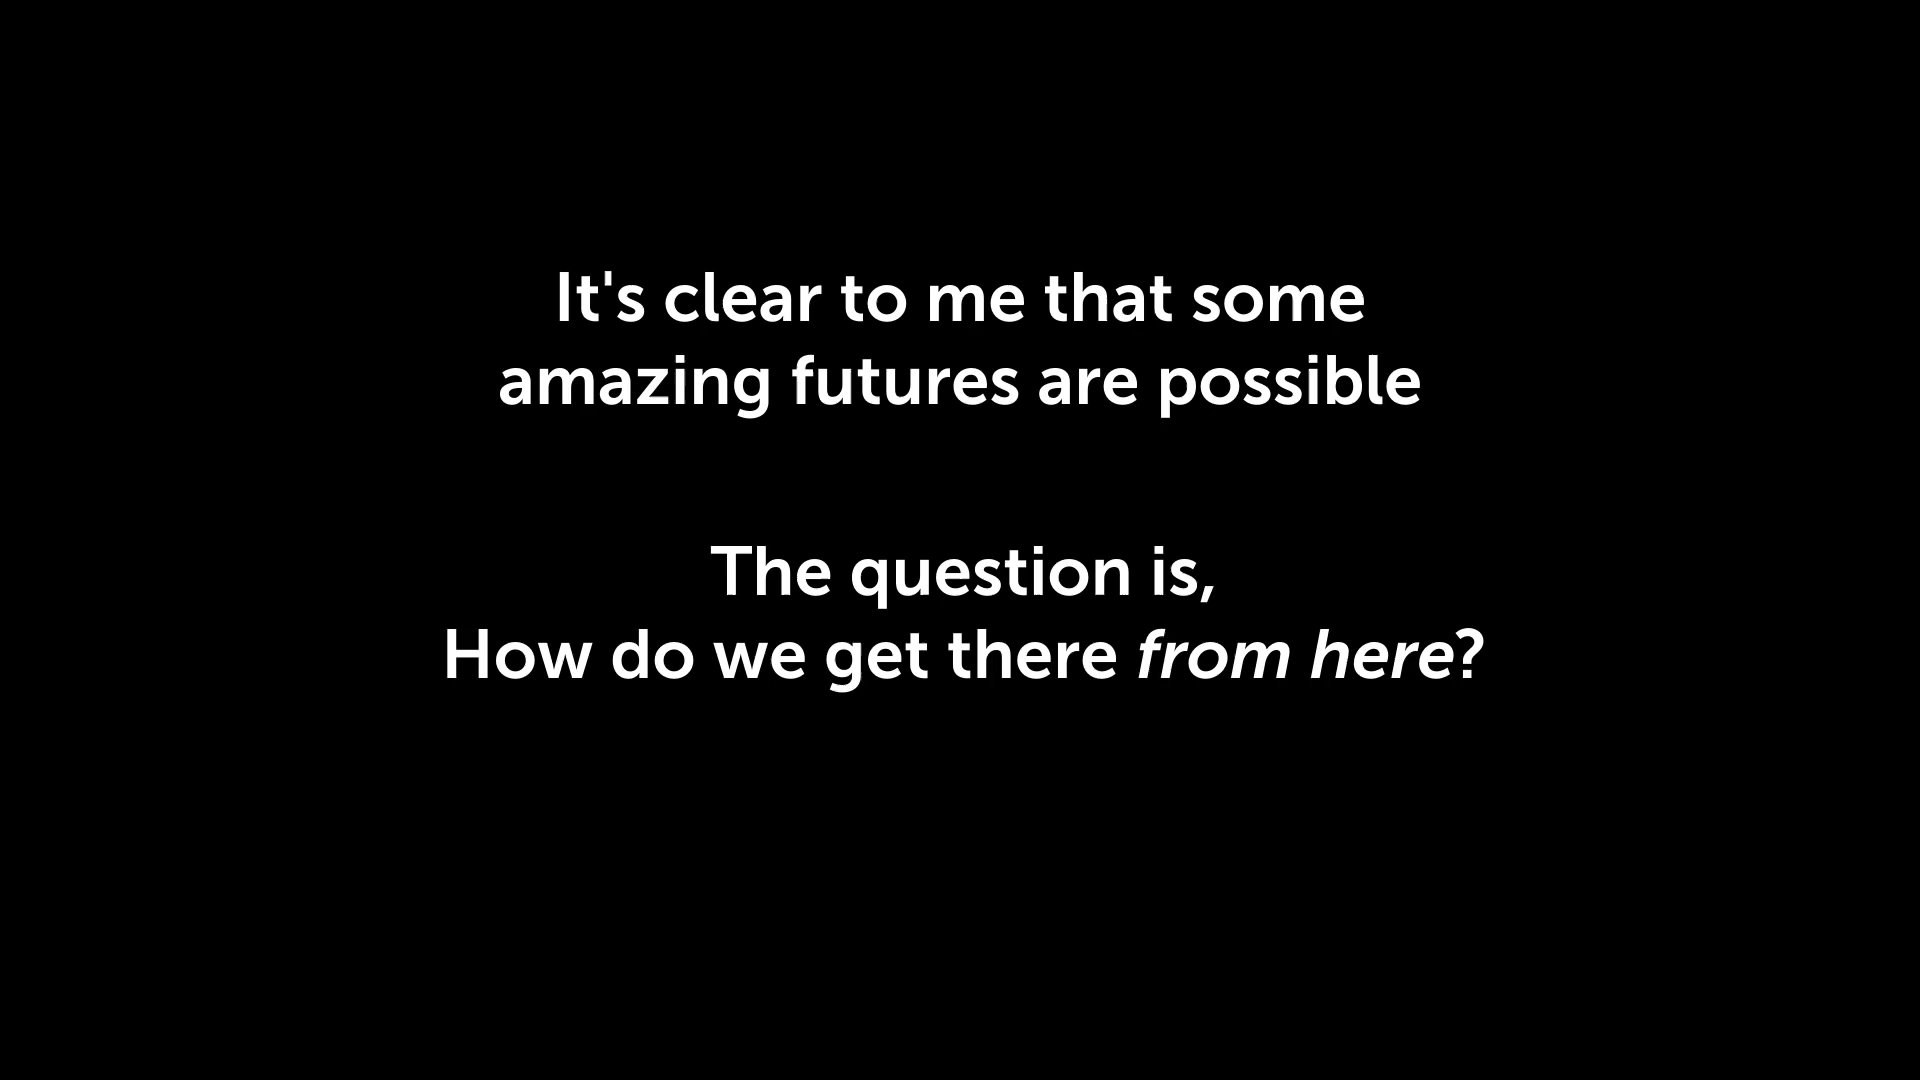 It's clear to me that some
amazing futures are possible
The question is,
How do we get there from here?